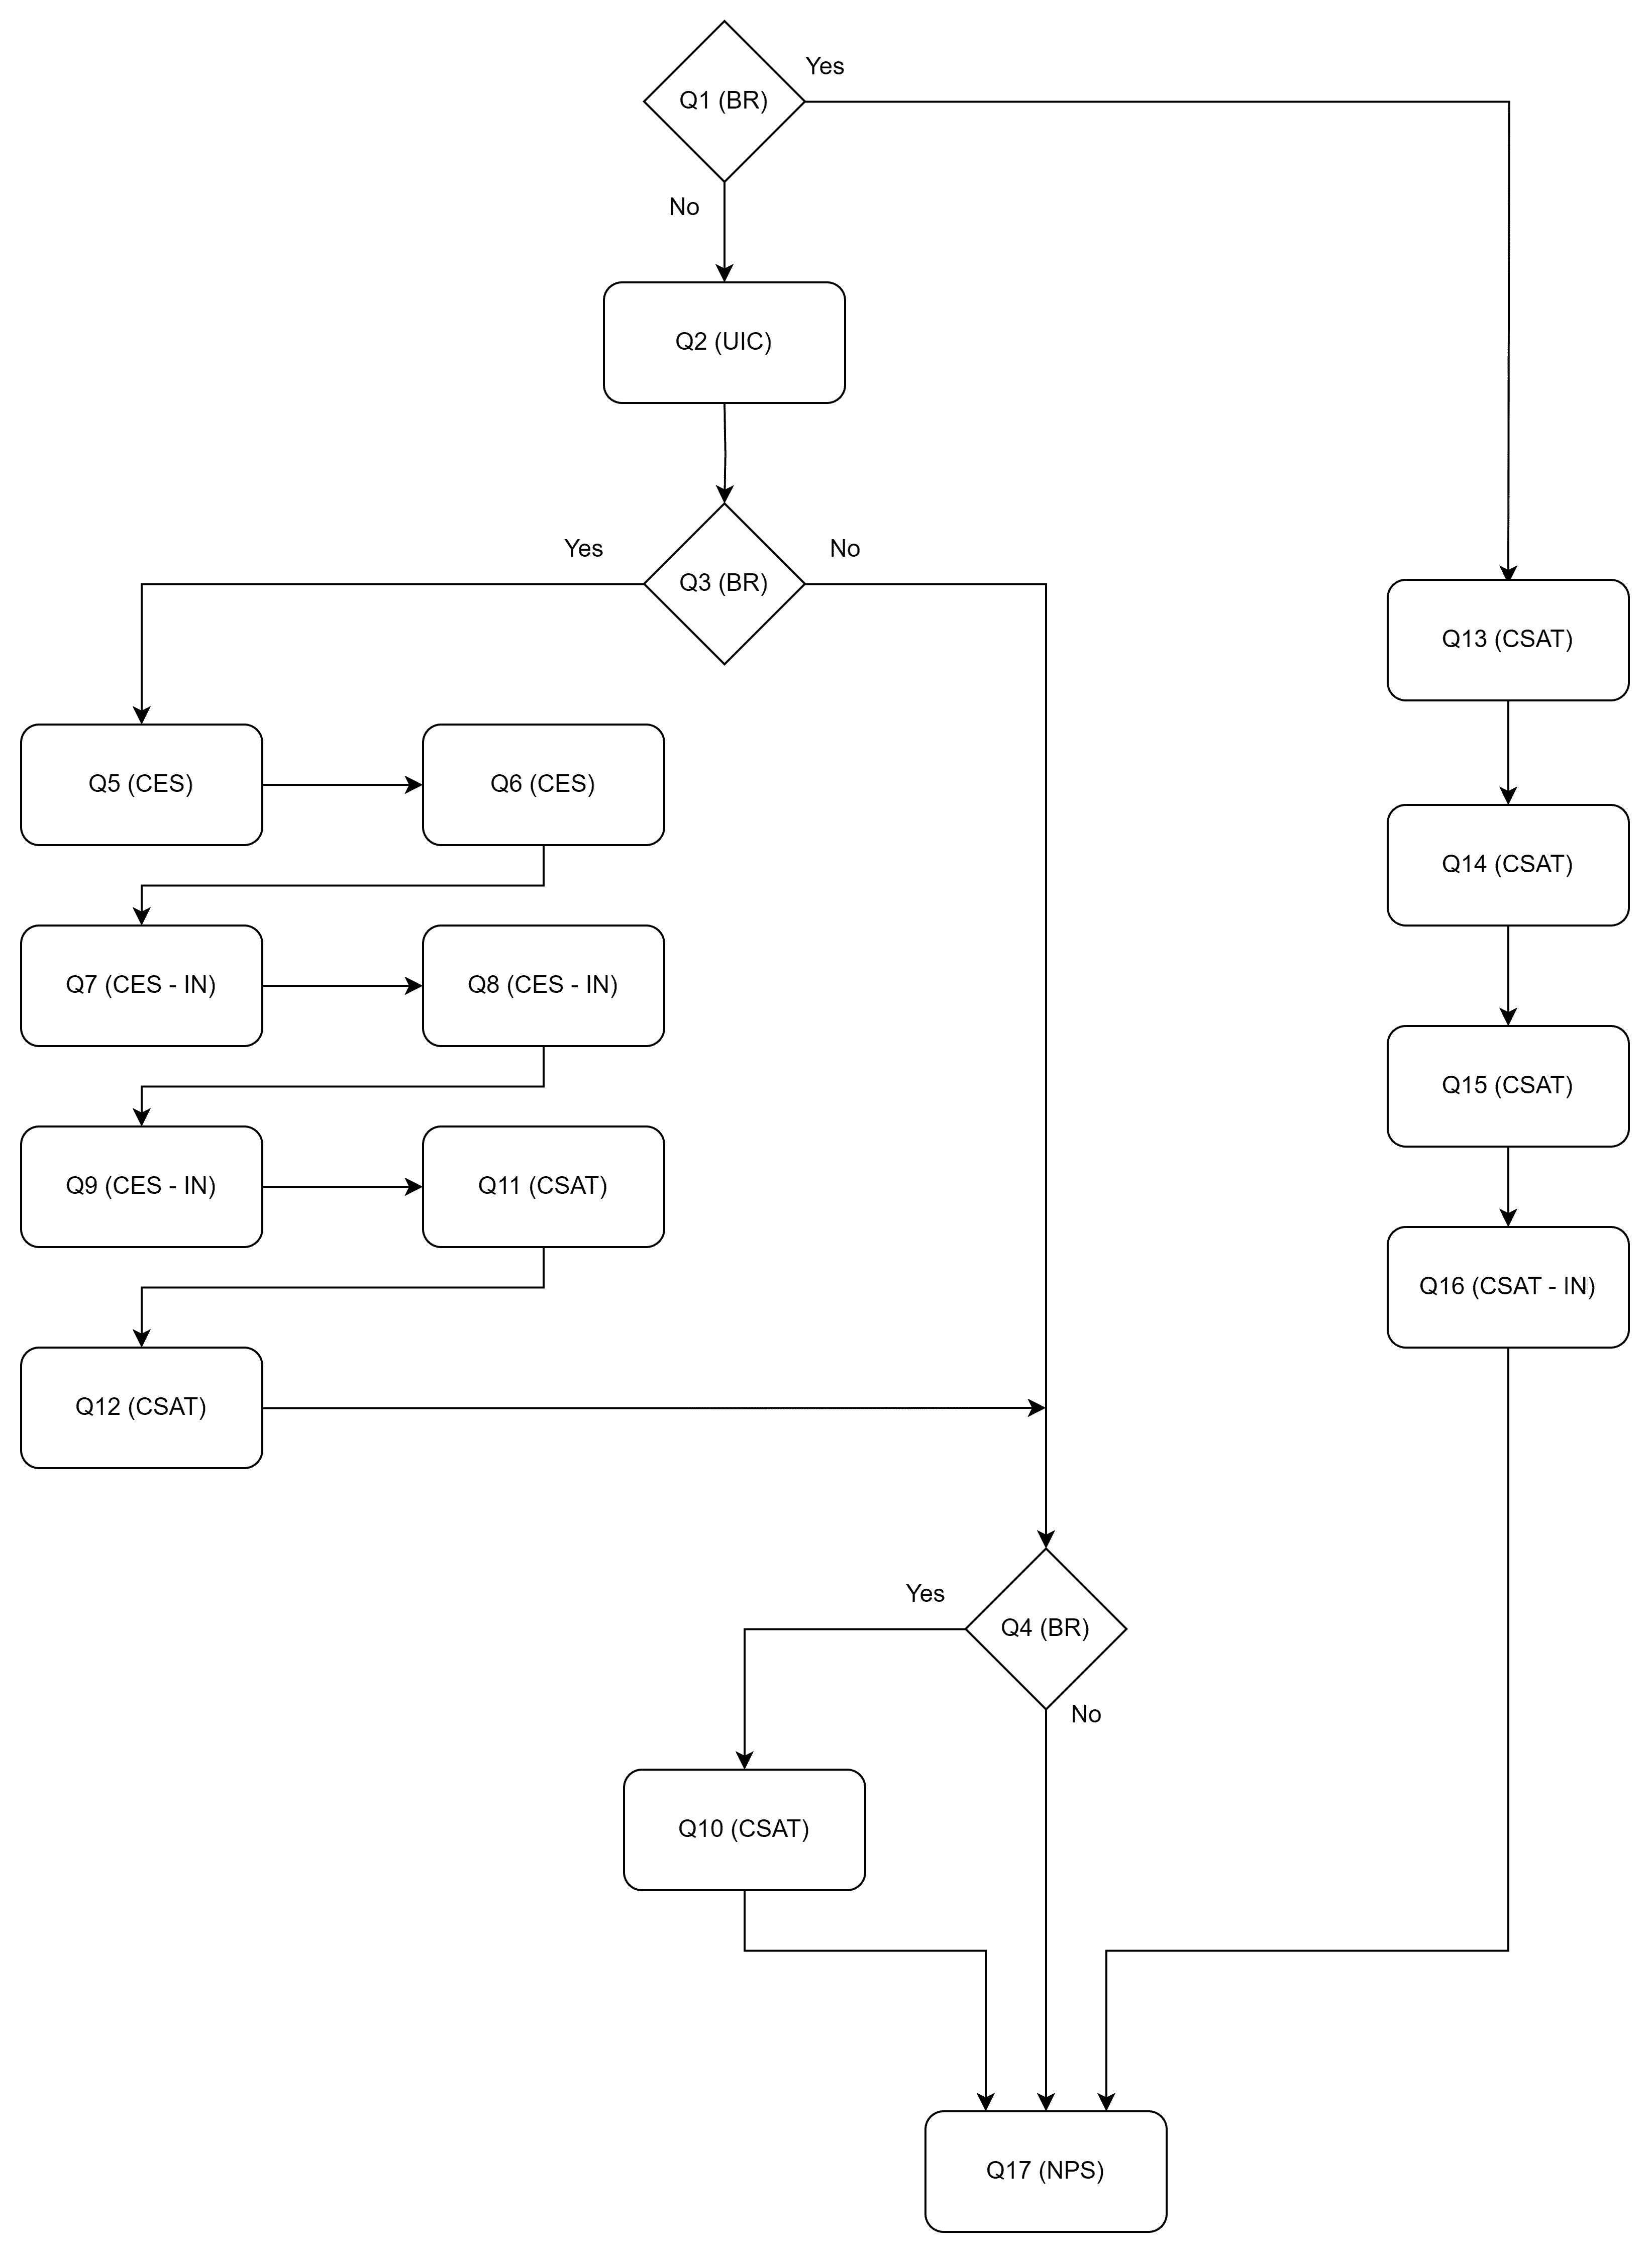 Yes
Q1 (BR)
No
Q2 (UIC)
Yes
No
Q3 (BR)
Q13 (CSAT)
Q5 (CES)
Q6 (CES)
Q14 (CSAT)
Q7 (CES - IN)
Q8 (CES - IN)
Q15 (CSAT)
Q9 (CES - IN)
Q11 (CSAT)
Q16 (CSAT - IN)
Q12 (CSAT)
Yes
Q4 (BR)
No
Q10 (CSAT)
Q17 (NPS)